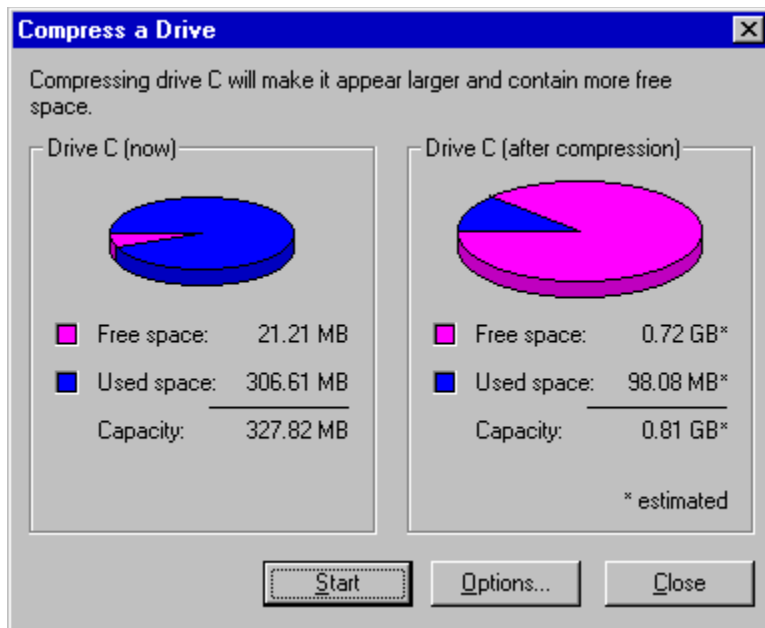 Compress a Drive
Compressing drive C will make it appear larger and contain more free
space.
Drive C (now)
Free space: 21.21 MB
Used space: 306.61 MB
Capacity: 327.82 MB
Drive C (after compression)
Free space: 0.72 GB*
Used space: 98.08 MB*
Capacity: 0.81 GB*
* estimated
Start
Options...
Close